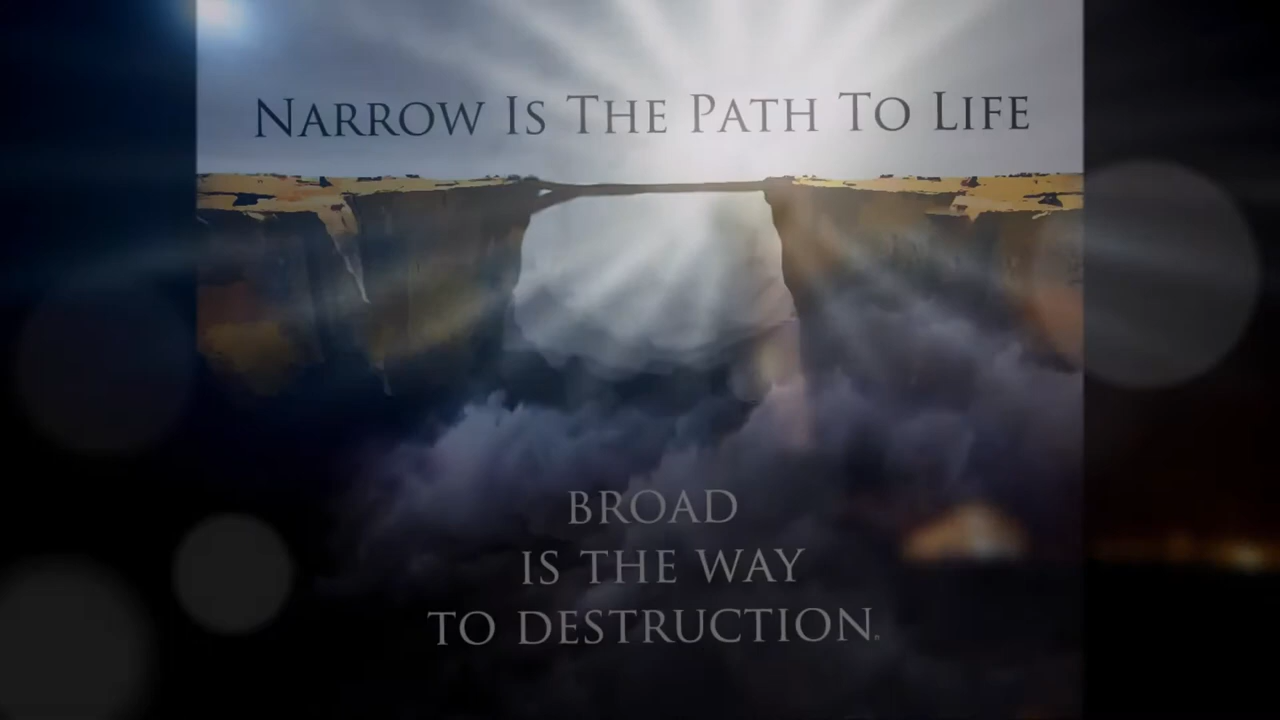 Narrow Is The Path To Life
BROAD
IS THE WAY
TO DESTRUCTION.